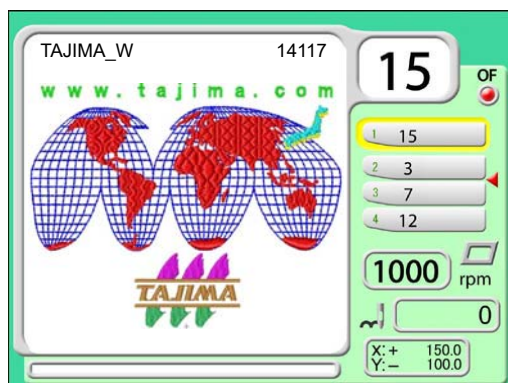 TAJIMA_W 14117
www.tajima.com
TAJIMA
15
OF
1 15
2 3
3 7
4 12
1000 rpm
0
X: + 150.0
Y: – 100.0